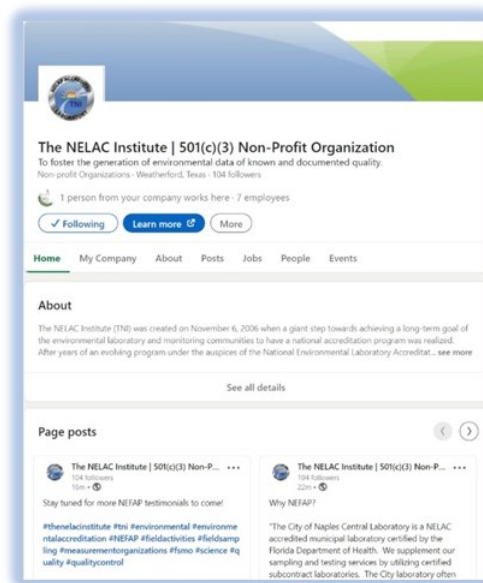 TNI
The NELAC Institute | 501(c)(3) Non-Profit Organization
To foster the generation of environmental data of known and documented quality.
Non-profit Organizations · Weatherford, Texas · 104 followers
1 person from your company works here · 7 employees
✓ Following
Learn more
More
Home
My Company
About
Posts
Jobs
People
Events
About
The NELAC Institute (TNI) was created on November 6, 2006 when a giant step towards achieving a long-term goal of
the environmental laboratory and monitoring communities to have a national accreditation program was realized.
After years of an evolving program under the auspices of the National Environmental Laboratory Accreditat... see more
See all details
Page posts
The NELAC Institute | 501(c)(3) Non-P...
104 followers
16m •
Stay tuned for more NEFAP testimonials to come!
#thenelacinstitute #tni #environmental #environme
ntalaccreditation #NEFAP #fieldactivities #fieldsamp
ling #measurementorganizations #fsmo #science #q
uality #qualitycontrol
The NELAC Institute | 501(c)(3) Non-P...
104 followers
22m •
Why NEFAP?
"The City of Naples Central Laboratory is a NELAC
accredited municipal laboratory certified by the
Florida Department of Health. We supplement our
sampling and testing services by utilizing certified
subcontract laboratories. The City laboratory often